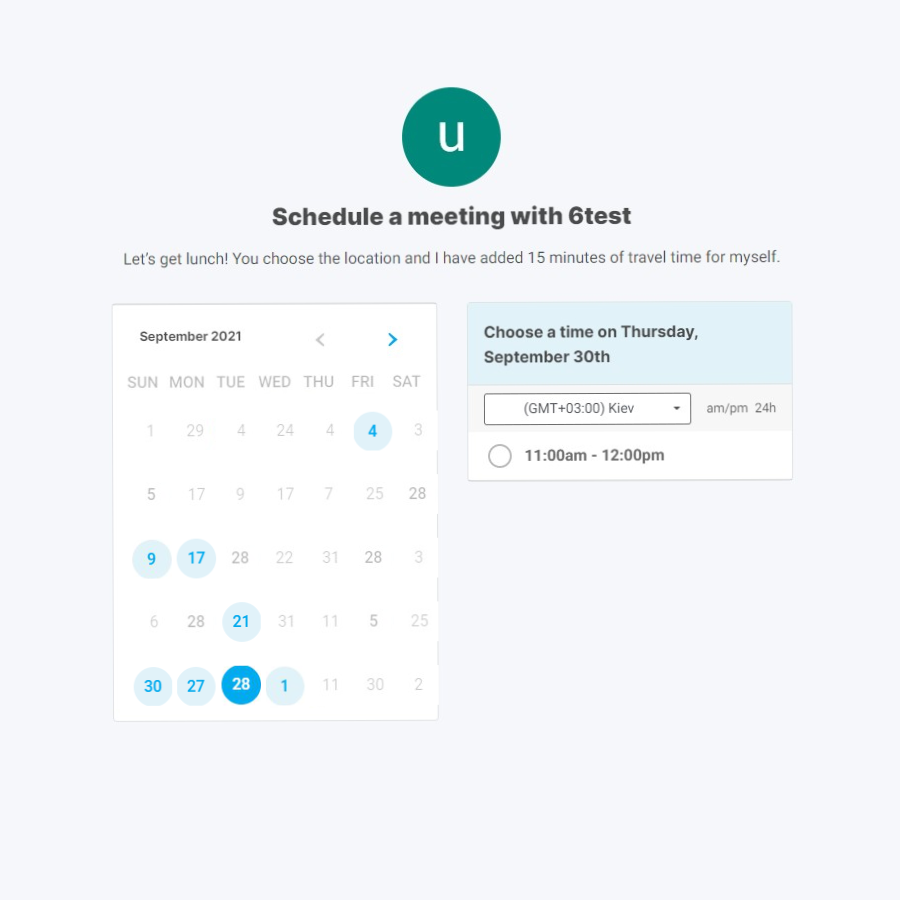 u
Schedule a meeting with 6test
Let's get lunch! You choose the location and I have added 15 minutes of travel time for myself.
September 2021
SUN MON TUE WED THU FRI SAT
1 29 4 24 4 4 3
5 17 9 17 7 25 28
9 17 28 22 31 28 3
6 28 21 31 11 5 25
30 27 28 1 11 30 2
Choose a time on Thursday,
September 30th
(GMT+03:00) Kiev am/pm 24h
11:00am - 12:00pm